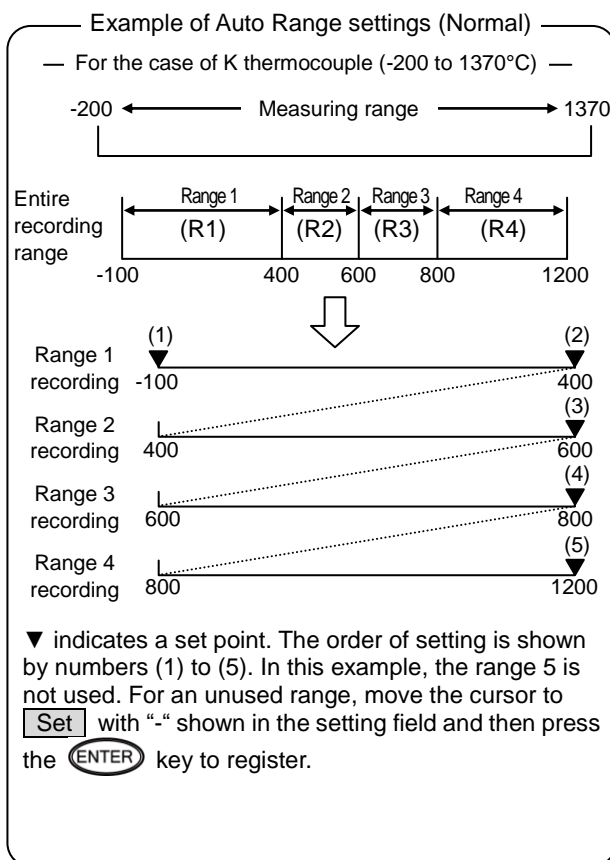 Example of Auto Range settings (Normal)
— For the case of K thermocouple (-200 to 1370°C) —
-200 Measuring range 1370
Entire recording range
Range 1 Range 2 Range 3 Range 4
(R1) (R2) (R3) (R4)
-100 400 600 800 1200
(1) (2)
Range 1 recording -100 400
(3)
Range 2 recording 400 600
(4)
Range 3 recording 600 800
(5)
Range 4 recording 800 1200
▼ indicates a set point. The order of setting is shown
by numbers (1) to (5). In this example, the range 5 is
not used. For an unused range, move the cursor to
Set with “-“ shown in the setting field and then press
the ENTER key to register.